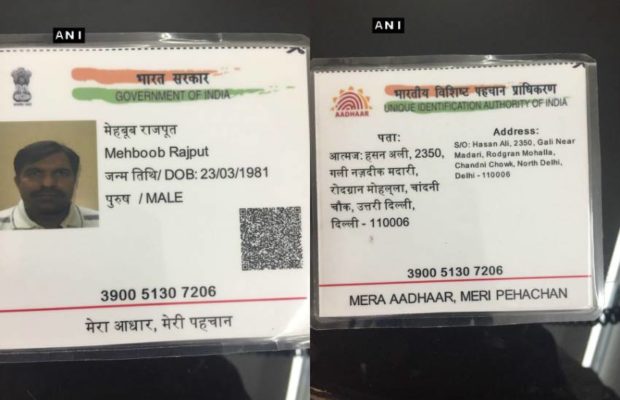 ANI
भारत सरकार
GOVERNMENT OF INDIA
मेहबूब राजपूत
Mehboob Rajput
जन्म तिथि/ DOB: 23/03/1981
पुरुष / MALE
3900 5130 7206
मेरा आधार, मेरी पहचान
ANI
भारतीय विशिष्ट पहचान प्राधिकरण
UNIQUE IDENTIFICATION AUTHORITY OF INDIA
AADHAAR
पता:
आत्मज: हसन अली, 2350,
गली नज़दीक मदारी,
रोदग्रान मोहल्ला, चांदनी
चौक, उत्तरी दिल्ली,
दिल्ली - 110006
Address:
S/O: Hasan Ali, 2350, Gali Near
Madari, Rodgran Mohalla,
Chandni Chowk, North Delhi,
Delhi - 110006
3900 5130 7206
MERA AADHAAR, MERI PEHACHAN